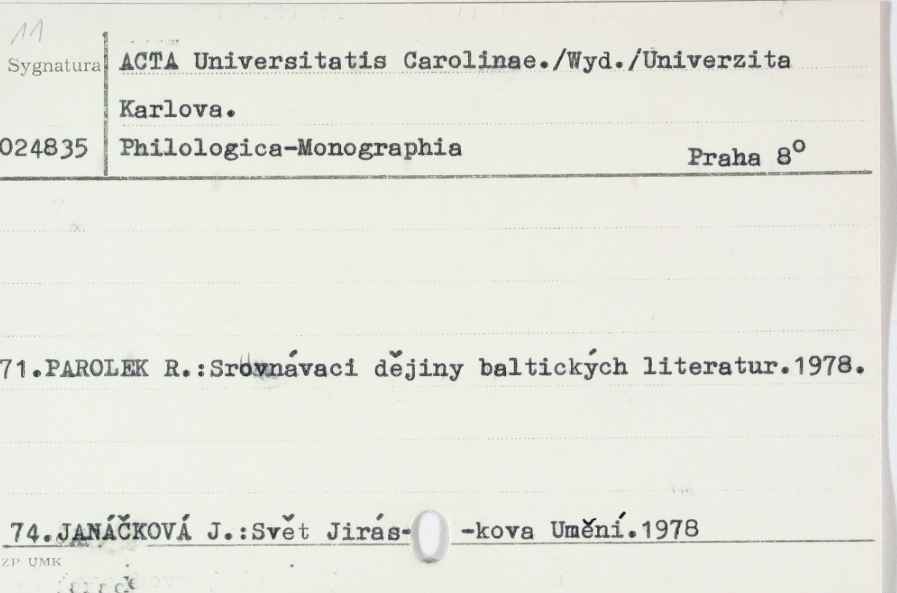 11
Sygnatura
ACTA Universitatis Carolinae./Wyd./Univerzita
Karlova.
024835
Philologica-Monographia
Praha 8º
71.PAROLEK R.:Srovnávaci dějiny baltických literatur.1978.
74.JANÁČKOVÁ J.:Svět Jirás- -kova Umění.1978
ZP UMK